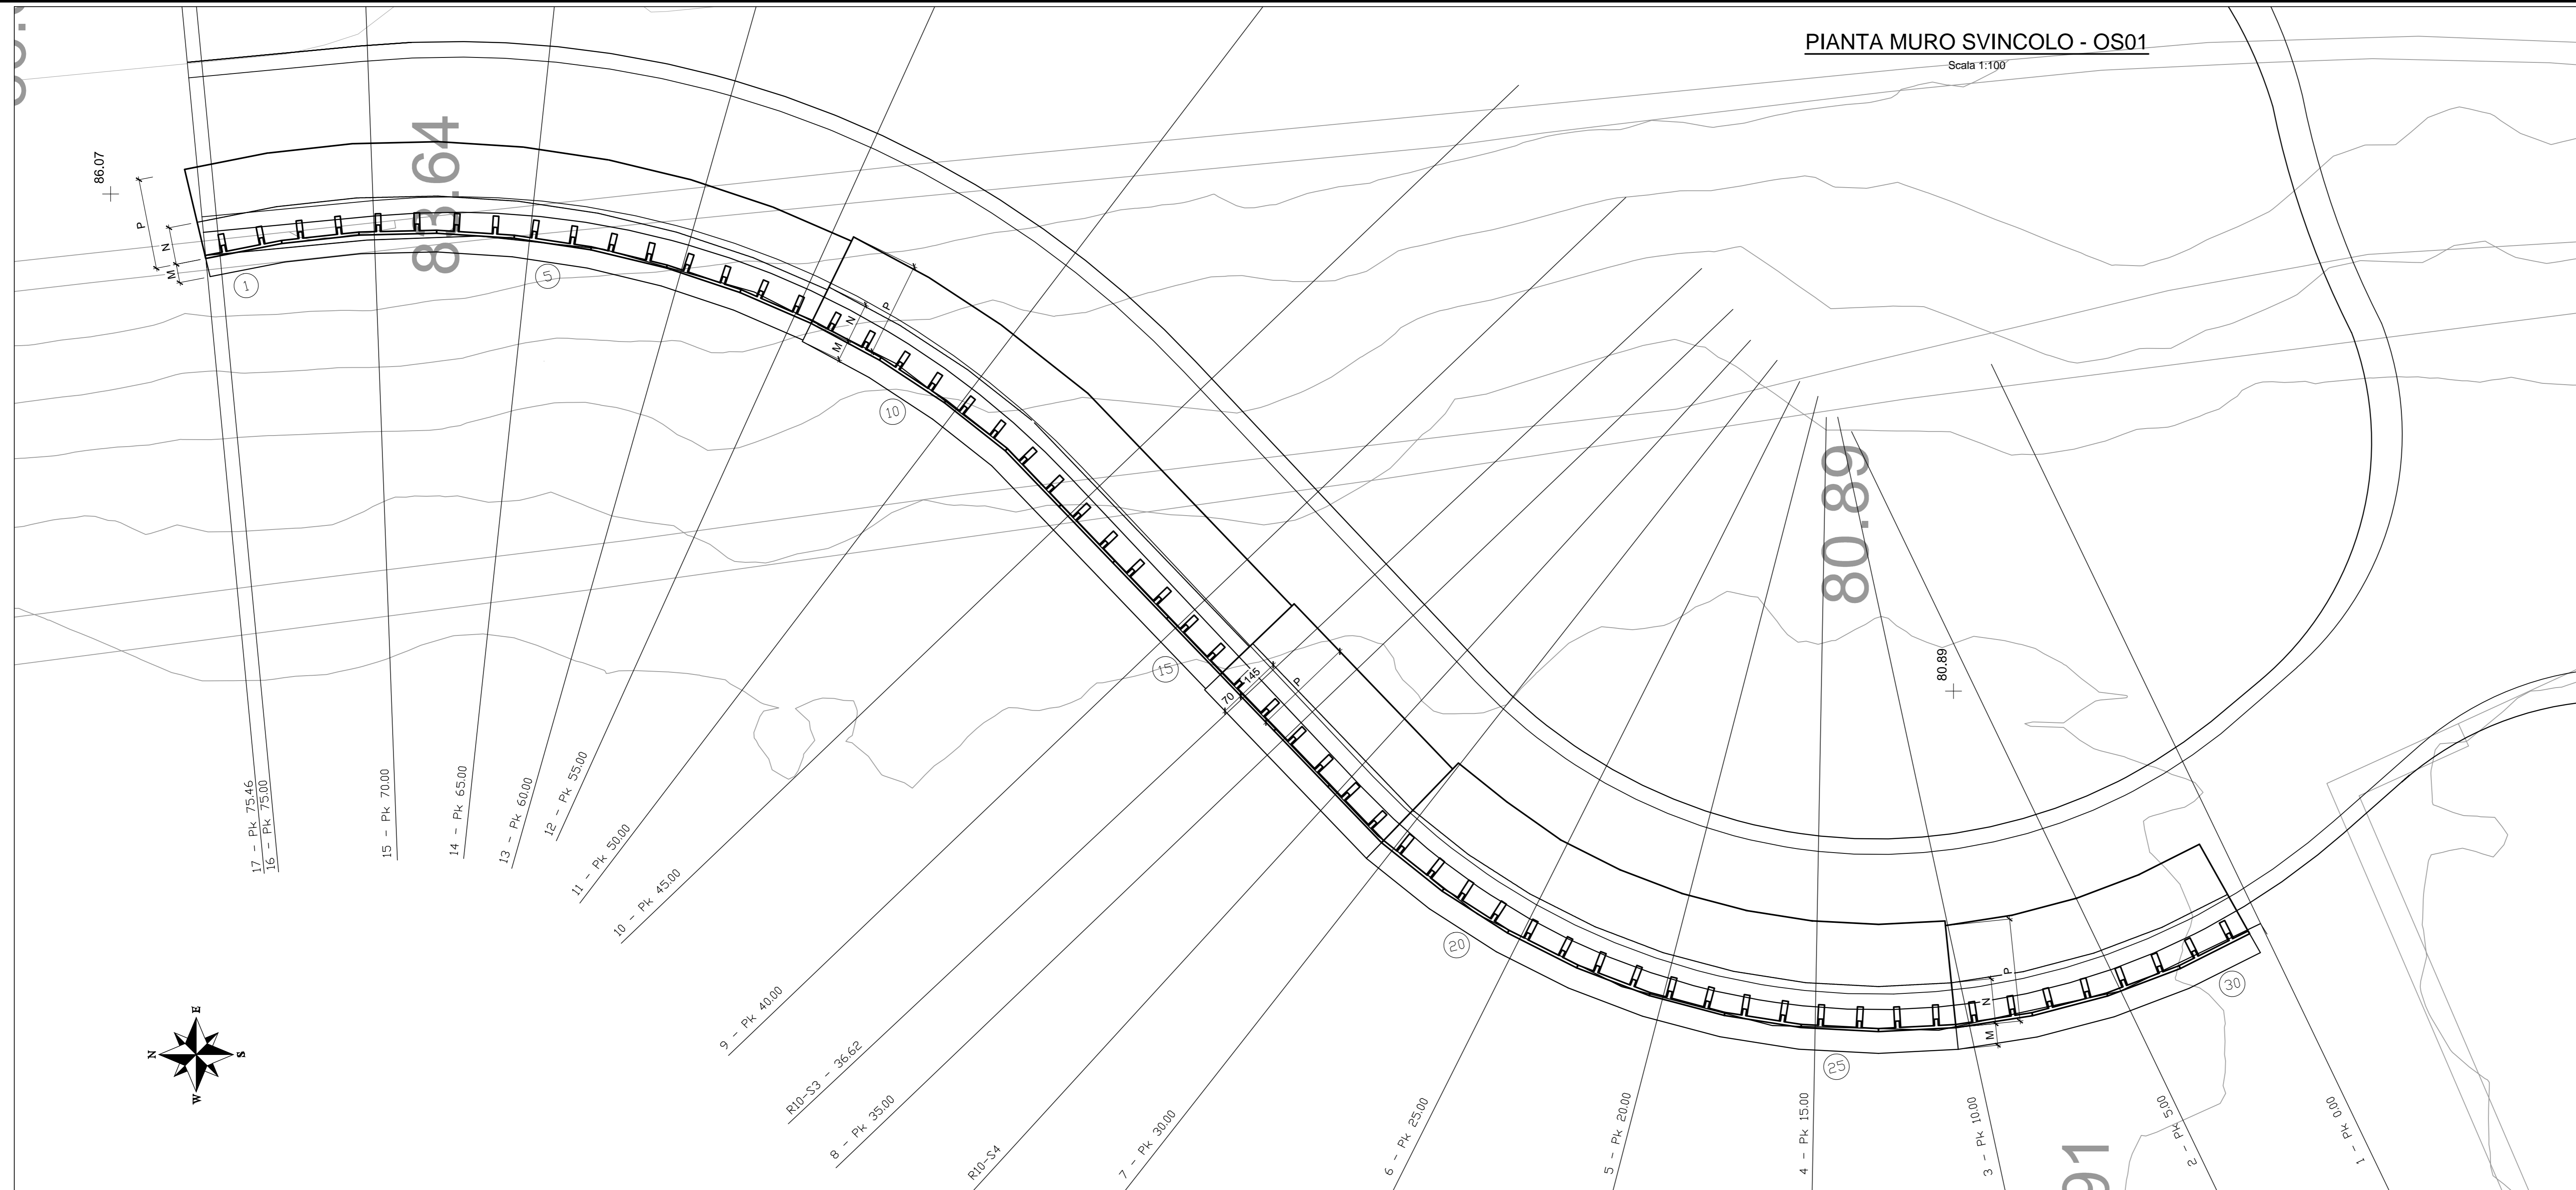 PIANTA MURO SVINCOLO - OS01
Scala 1:100
86.07
83.64
P
N
M
1
5
P
N
M
10
15
70
145
P
80.89
80.89
20
25
30
P
N
M
17 - Pk 75.46
16 - Pk 75.00
15 - Pk 70.00
14 - Pk 65.00
13 - Pk 60.00
12 - Pk 55.00
11 - Pk 50.00
10 - Pk 45.00
9 - Pk 40.00
R10-S3 - 36.62
8 - Pk 35.00
R10-S4
7 - Pk 30.00
6 - Pk 25.00
5 - Pk 20.00
4 - Pk 15.00
3 - Pk 10.00
2 - Pk 5.00
1 - Pk 0.00
E
N
S
W
91